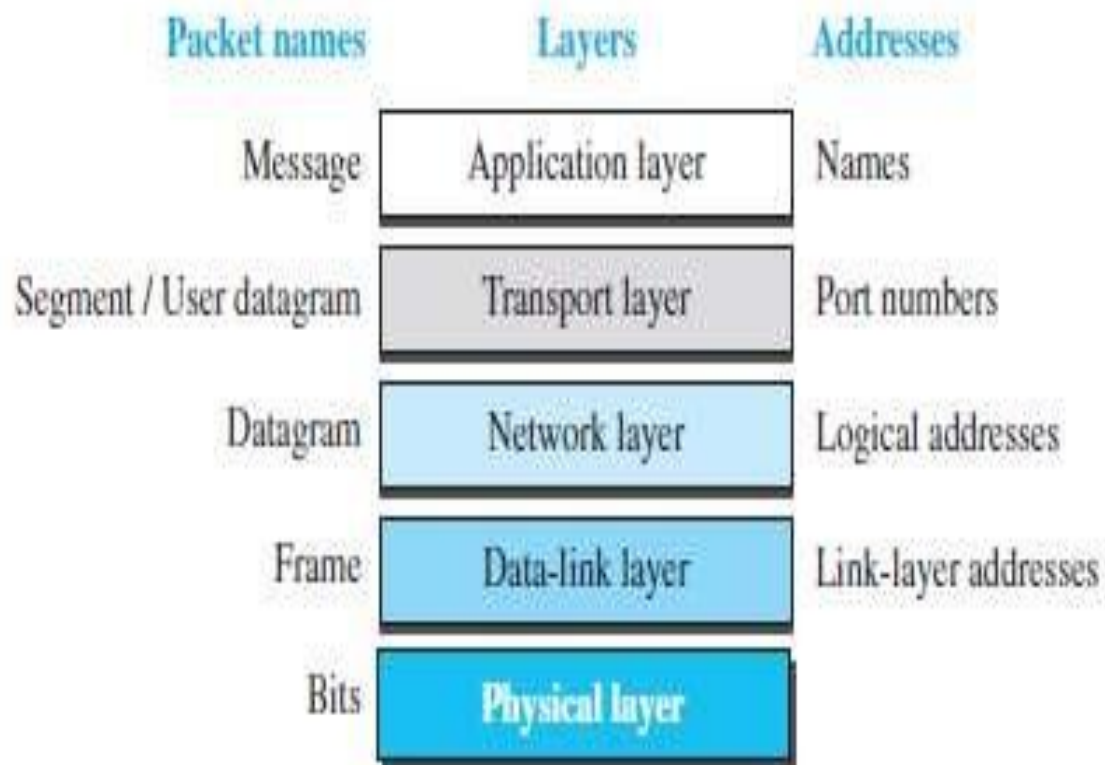 Packet names Layers Addresses
Message Application layer Names
Segment / User datagram Transport layer Port numbers
Datagram Network layer Logical addresses
Frame Data-link layer Link-layer addresses
Bits Physical layer